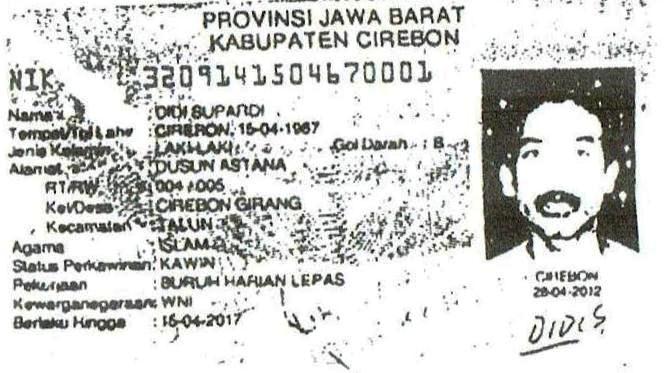 PROVINSI JAWA BARAT
KABUPATEN CIREBON
NIK : 3209141504670001
Nama : DIDI SUPARDI
Tempat/Tgl Lahir : CIREBON, 15-04-1967
Jenis Kelamin : LAKI-LAKI Gol Darah : B
Alamat : DUSUN ASTANA
RT/RW : 004 / 005
Kel/Desa : CIREBON GIRANG
Kecamatan : TALUN
Agama : ISLAM
Status Perkawinan: KAWIN
Pekerjaan : BURUH HARIAN LEPAS
Kewarganegaraan: WNI
Berlaku Hingga : 15-04-2017
CIREBON
28-04-2012
DIDI S